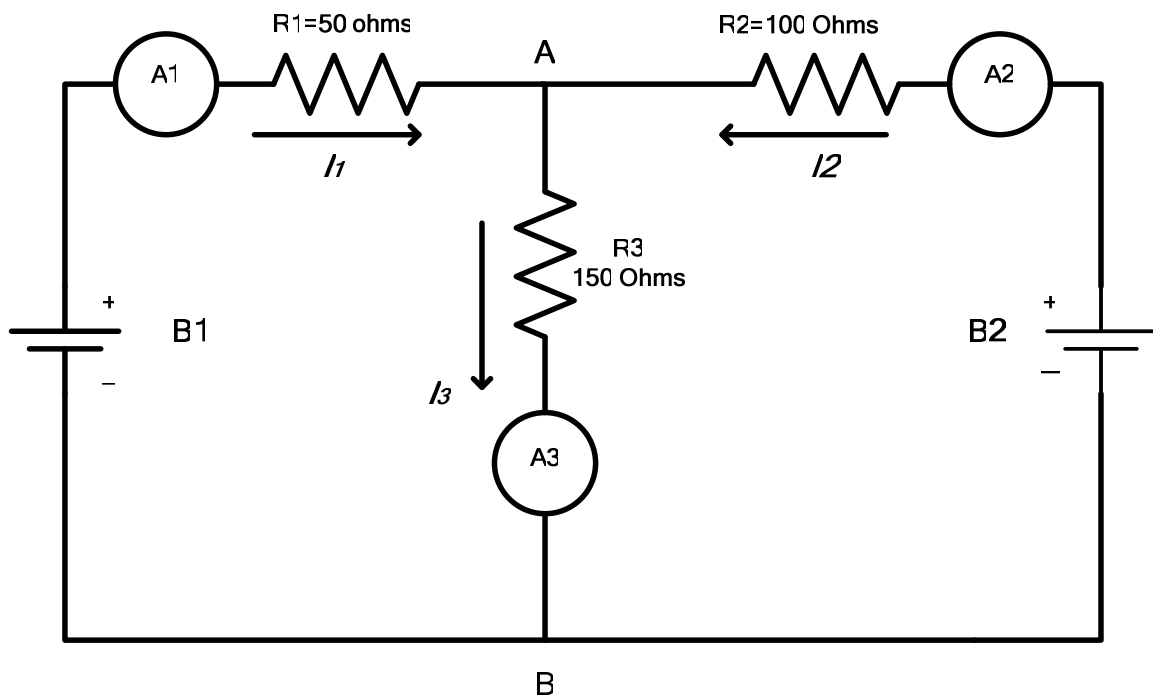 R1=50 ohms
R2=100 Ohms
A
A1
A2
I1
I2
R3
150 Ohms
+
+
B1
B2
–
—
I3
A3
B